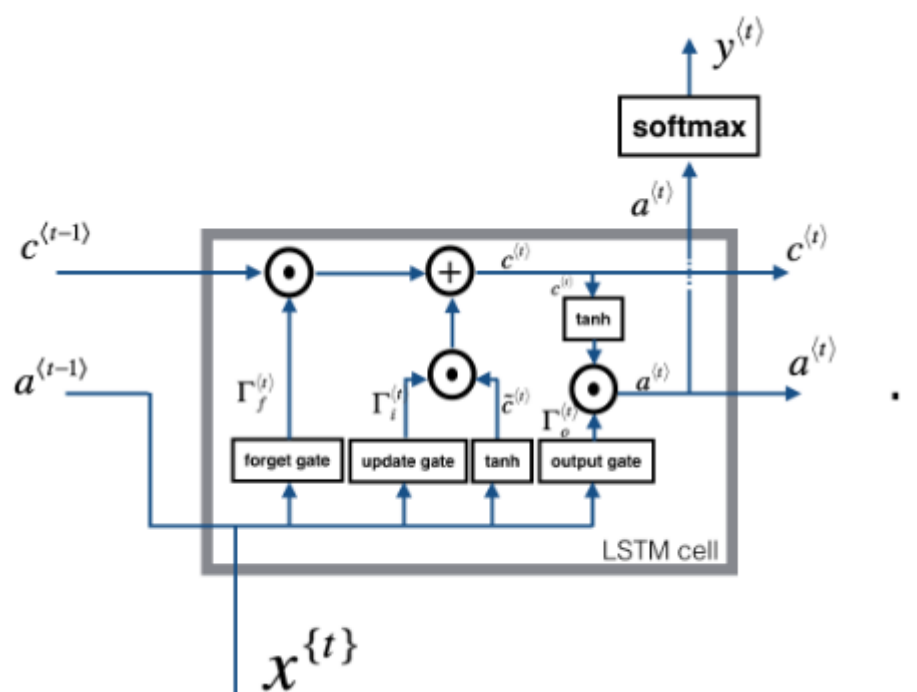 y⟨t⟩
softmax
a⟨t⟩
c⟨t-1⟩
c⟨t⟩
c⟨t⟩
c⟨t⟩
tanh
a⟨t-1⟩
a⟨t⟩
a⟨t⟩
Γf⟨t⟩
Γi⟨t⟩
c̃⟨t⟩
Γo⟨t⟩
forget gate
update gate
tanh
output gate
LSTM cell
x{t}